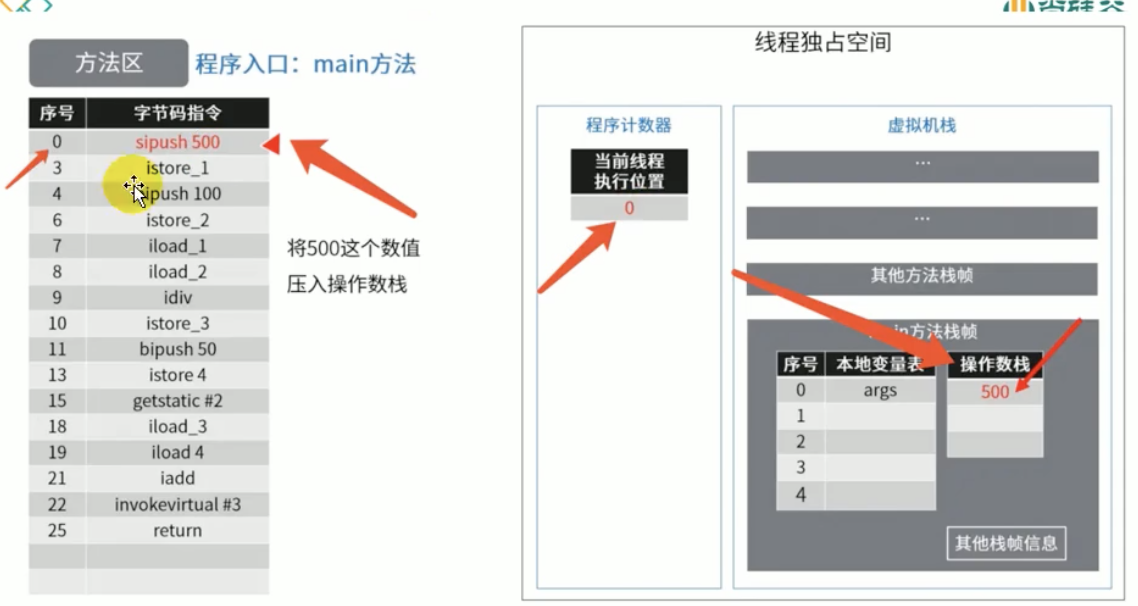 方法区
程序入口：main方法
序号 字节码指令
0 sipush 500
3 istore_1
4 bipush 100
6 istore_2
7 iload_1
8 iload_2
9 idiv
10 istore_3
11 bipush 50
13 istore 4
15 getstatic #2
18 iload_3
19 iload 4
21 iadd
22 invokevirtual #3
25 return
将500这个数值
压入操作数栈
线程独占空间
程序计数器
当前线程
执行位置
0
虚拟机栈
...
...
其他方法栈帧
main方法栈帧
序号 本地变量表
0 args
1
2
3
4
操作数栈
500
其他栈帧信息